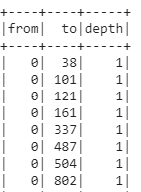 +----+----+-----+
|from|  to|depth|
+----+----+-----+
|   0|  38|    1|
|   0| 101|    1|
|   0| 121|    1|
|   0| 161|    1|
|   0| 337|    1|
|   0| 487|    1|
|   0| 504|    1|
|   0| 802|    1|